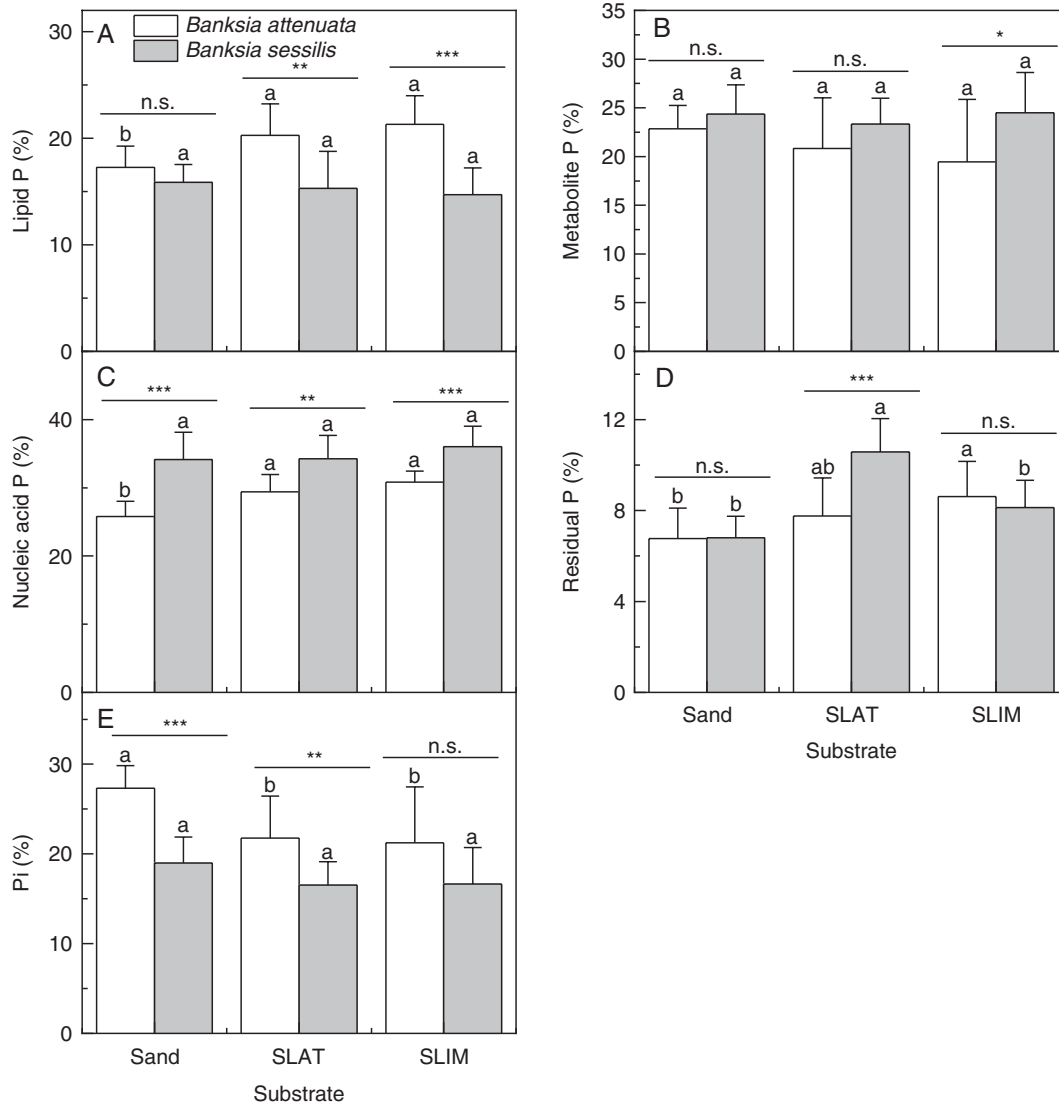 A
Banksia attenuata
Banksia sessilis
Lipid P (%)
30
20
10
0
n.s.
**
***
b
a
a
a
a
a
B
Metabolite P (%)
35
30
25
20
15
10
5
0
n.s.
n.s.
*
a
a
a
a
a
a
C
Nucleic acid P (%)
40
20
0
***
**
***
b
a
a
a
a
a
D
Residual P (%)
12
8
4
0
n.s.
***
n.s.
b
b
ab
a
a
b
Sand
SLAT
SLIM
Substrate
E
Pi (%)
30
20
10
0
***
**
n.s.
a
a
b
a
b
a
Sand
SLAT
SLIM
Substrate